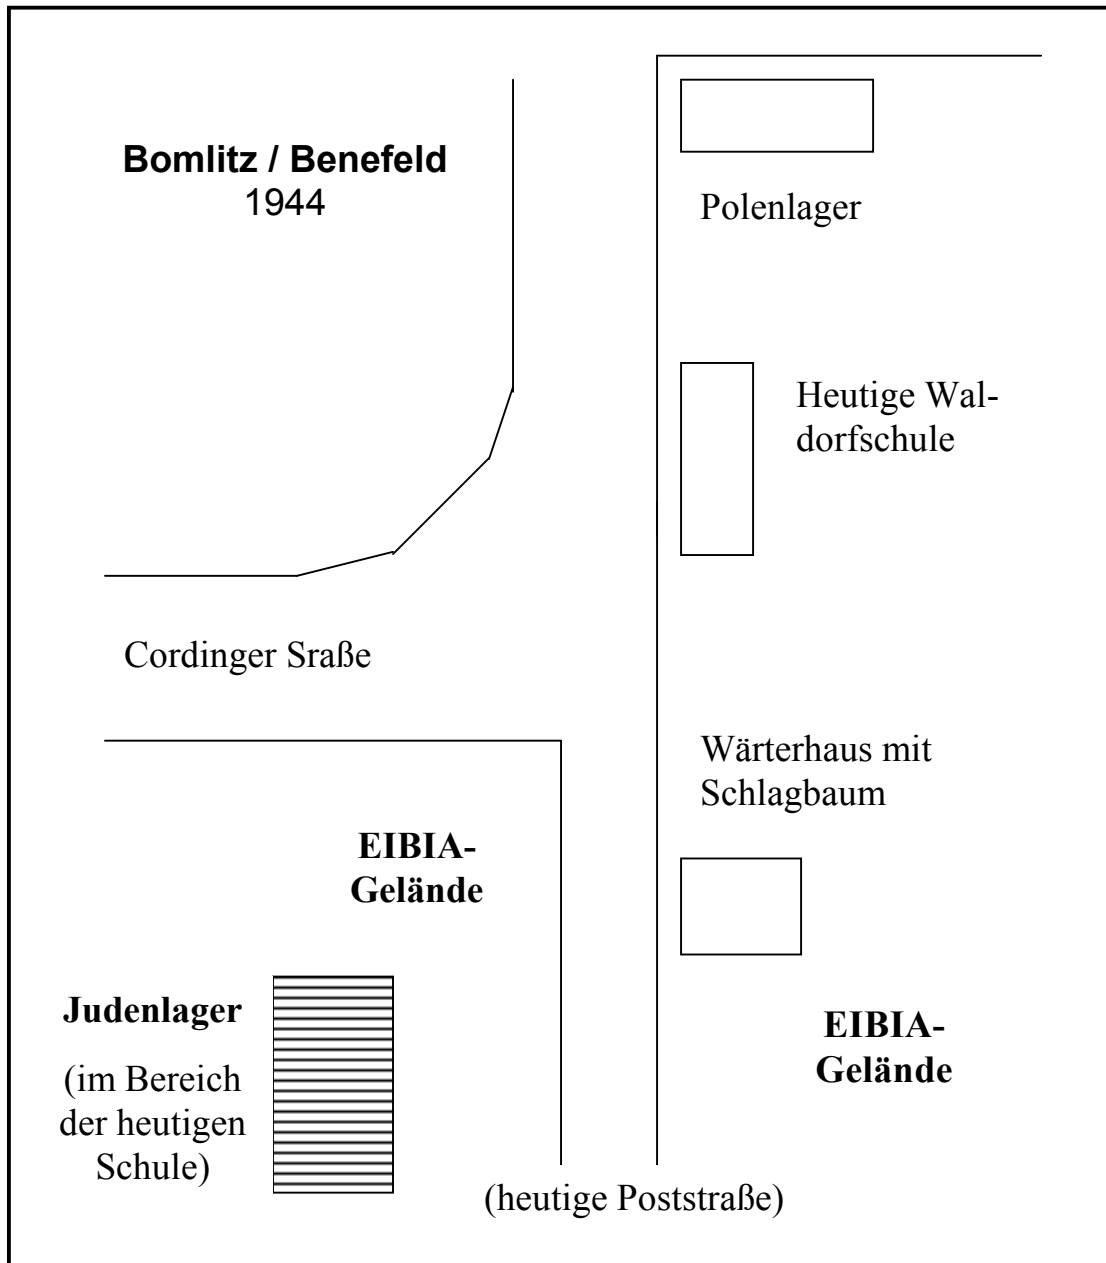 Bomlitz / Benefeld
1944
Polenlager
Heutige Wal-
dorfschule
Cordinger Sraße
Wärterhaus mit
Schlagbaum
EIBIA-
Gelände
Judenlager
(im Bereich
der heutigen
Schule)
EIBIA-
Gelände
(heutige Poststraße)